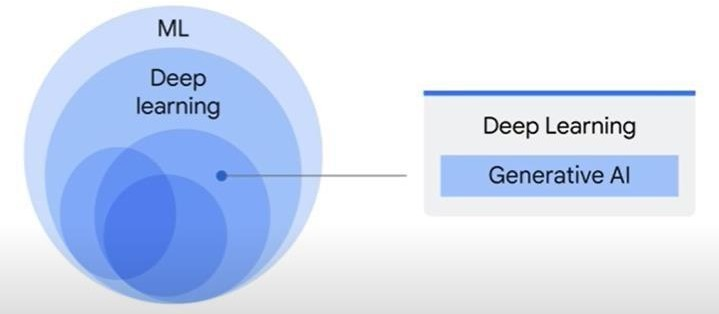 ML
Deep
learning
Deep Learning
Generative AI